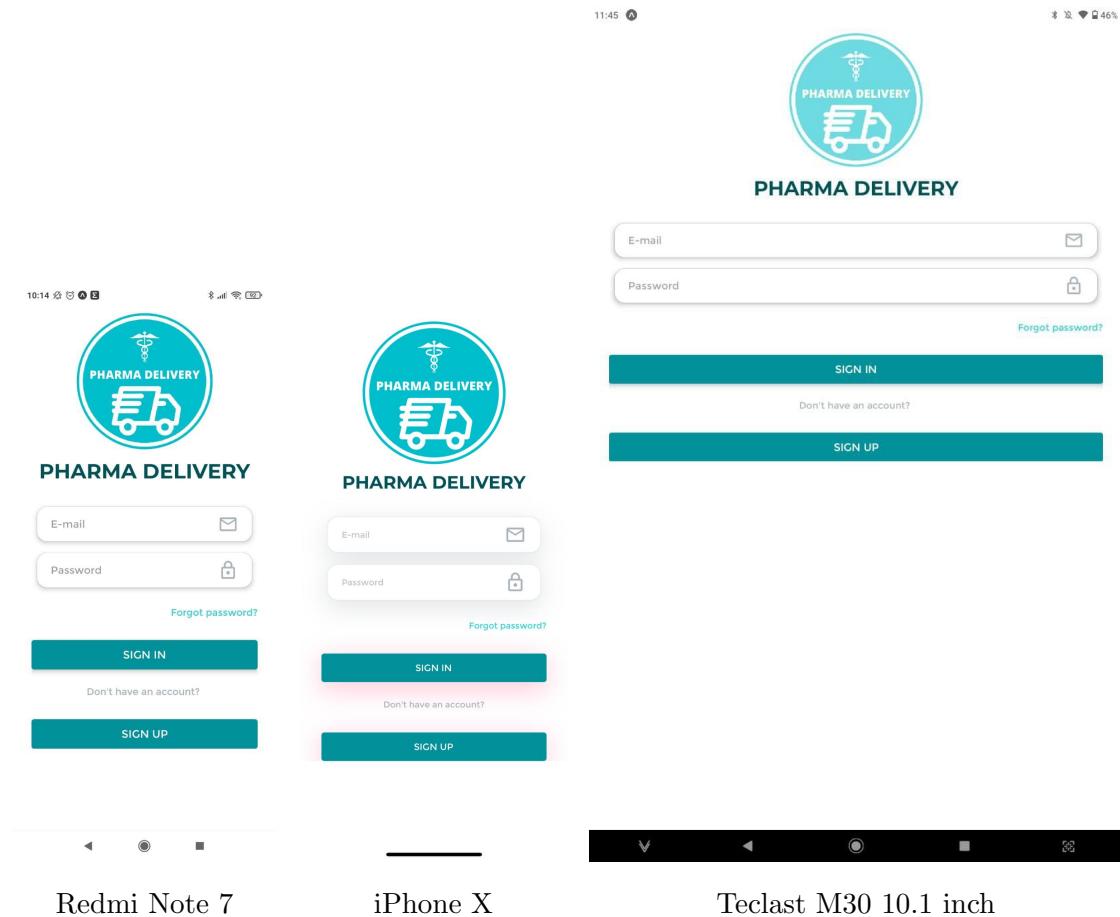 10:14
92
PHARMA DELIVERY
PHARMA DELIVERY
E-mail
Password
Forgot password?
SIGN IN
Don't have an account?
SIGN UP
Redmi Note 7
PHARMA DELIVERY
PHARMA DELIVERY
E-mail
Password
Forgot password?
SIGN IN
Don't have an account?
SIGN UP
iPhone X
11:45
46%
PHARMA DELIVERY
PHARMA DELIVERY
E-mail
Password
Forgot password?
SIGN IN
Don't have an account?
SIGN UP
Teclast M30 10.1 inch